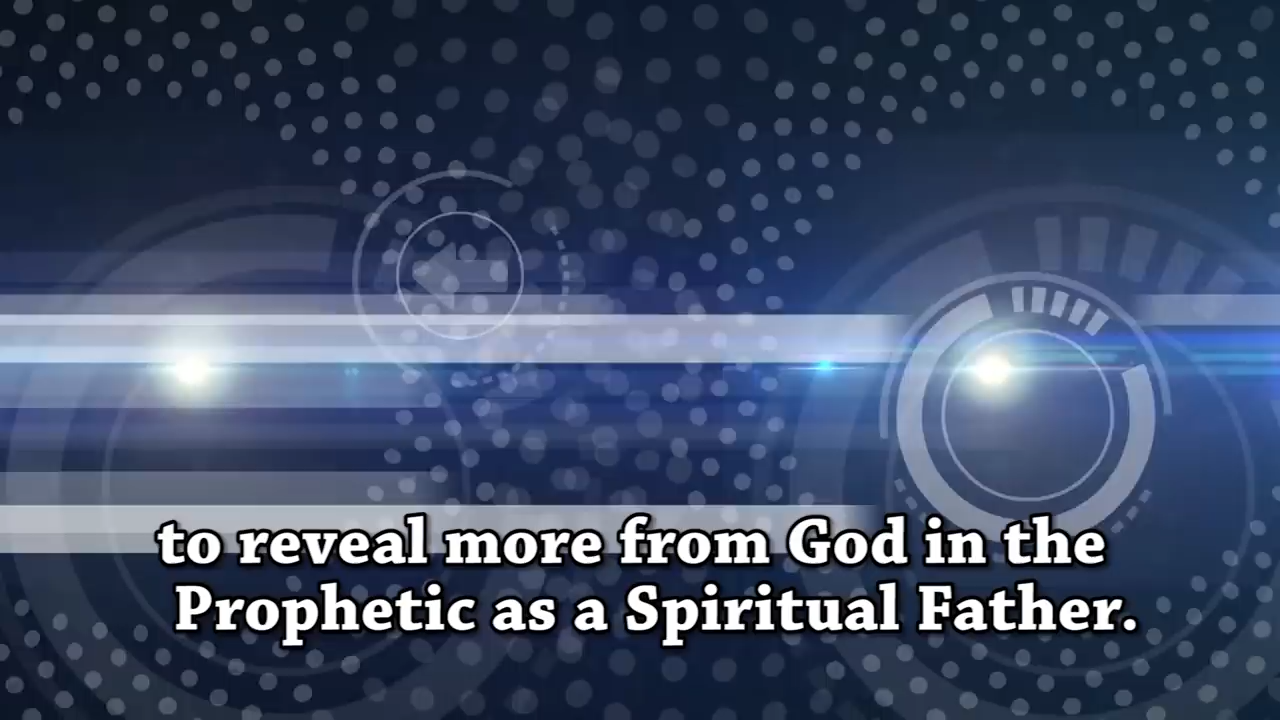 to reveal more from God in the
Prophetic as a Spiritual Father.